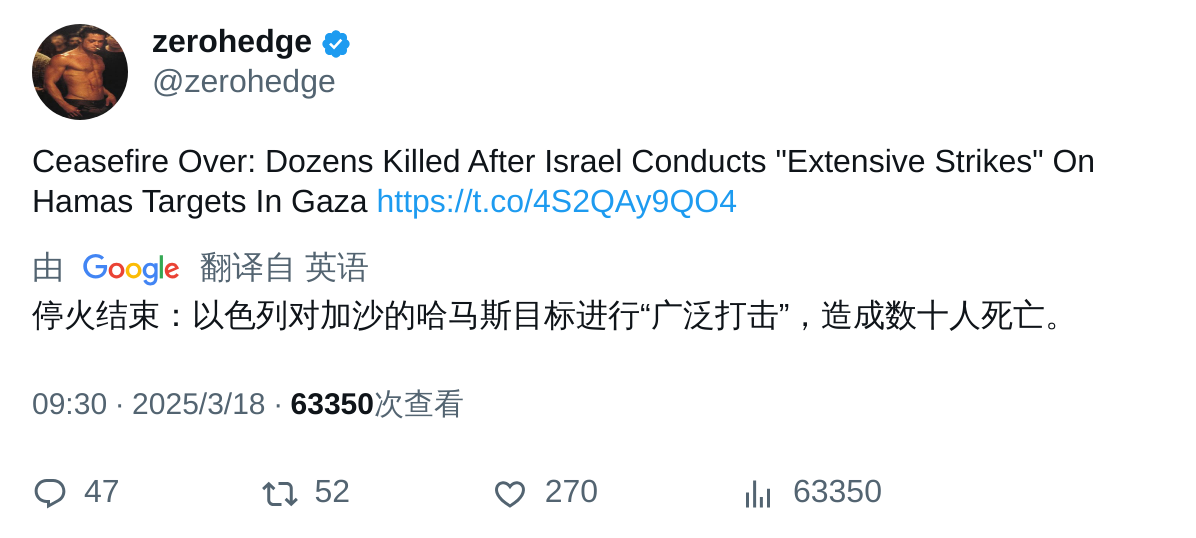 zerohedge
@zerohedge
Ceasefire Over: Dozens Killed After Israel Conducts "Extensive Strikes" On
Hamas Targets In Gaza https://t.co/4S2QAy9QO4
由 Google 翻译自 英语
停火结束：以色列对加沙的哈马斯目标进行“广泛打击”，造成数十人死亡。
09:30 · 2025/3/18 · 63350次查看
47 52 270 63350